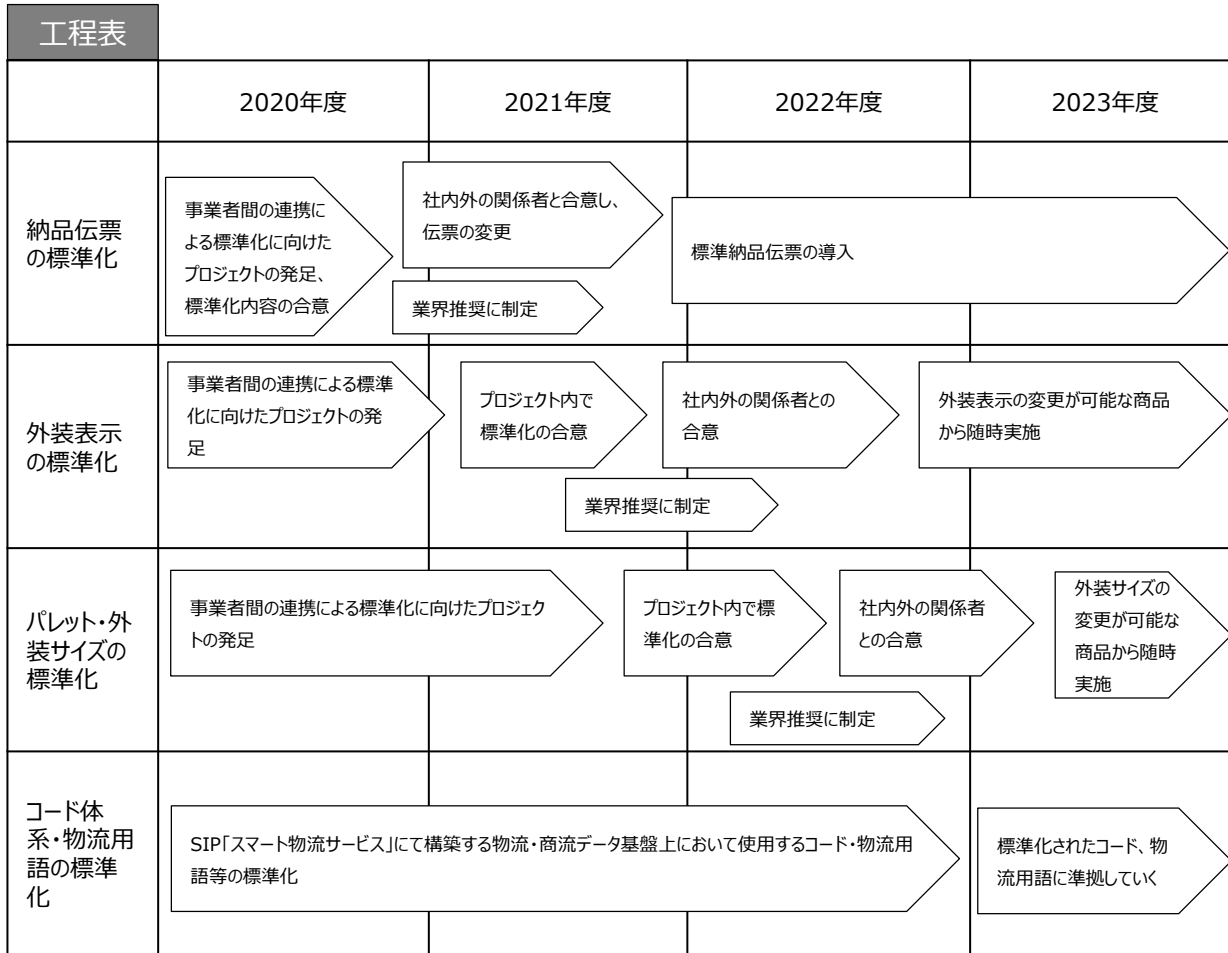 工程表
2020年度
2021年度
2022年度
2023年度
納品伝票
の標準化
事業者間の連携に
よる標準化に向けた
プロジェクトの発足、
標準化内容の合意
社内外の関係者と合意し、
伝票の変更
業界推奨に制定
標準納品伝票の導入
外装表示
の標準化
事業者間の連携による標準
化に向けたプロジェクトの発
足
プロジェクト内で
標準化の合意
業界推奨に制定
社内外の関係者との
合意
外装表示の変更が可能な商品
から随時実施
パレット・外
装サイズの
標準化
事業者間の連携による標準化に向けたプロジェク
トの発足
プロジェクト内で標
準化の合意
業界推奨に制定
社内外の関係者
との合意
外装サイズの
変更が可能な
商品から随時
実施
コード体
系・物流用
語の標準
化
SIP「スマート物流サービス」にて構築する物流・商流データ基盤上において使用するコード・物流用
語等の標準化
標準化されたコード、物
流用語に準拠していく